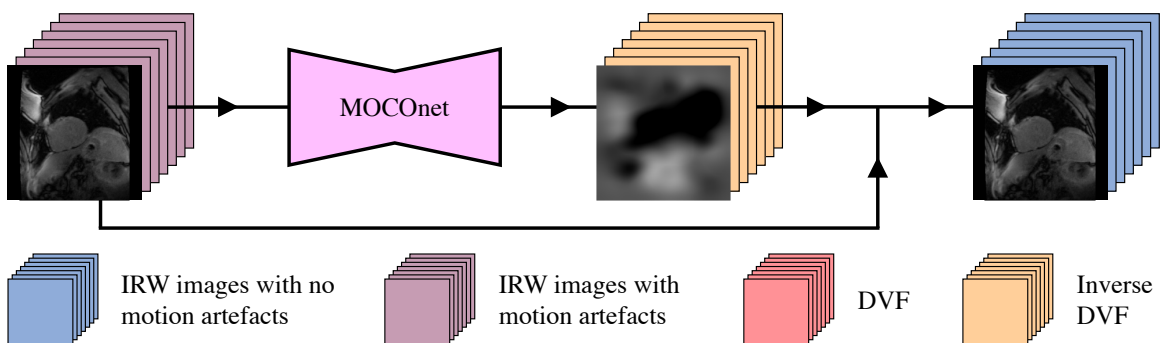 MOCOnet
IRW images with no
motion artefacts
IRW images with
motion artefacts
DVF
Inverse
DVF